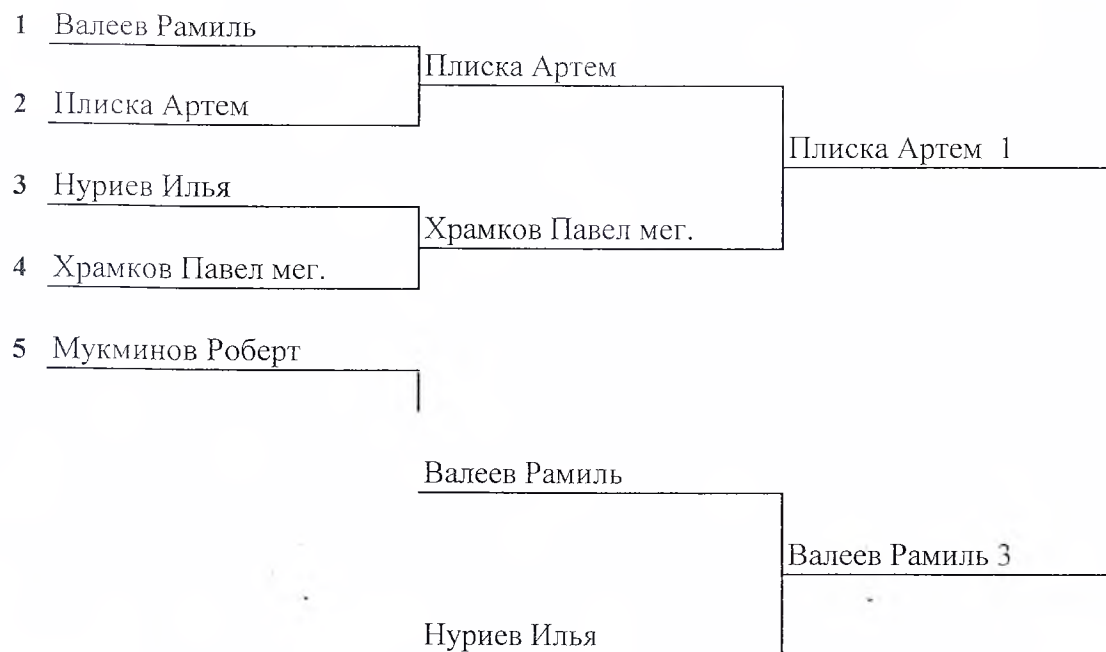 1 Валеев Рамиль
Плиска Артем
2 Плиска Артем
Плиска Артем 1
3 Нуриев Илья
Храмков Павел мег.
4 Храмков Павел мег.
5 Мукминов Роберт
Валеев Рамиль
Валеев Рамиль 3
Нуриев Илья